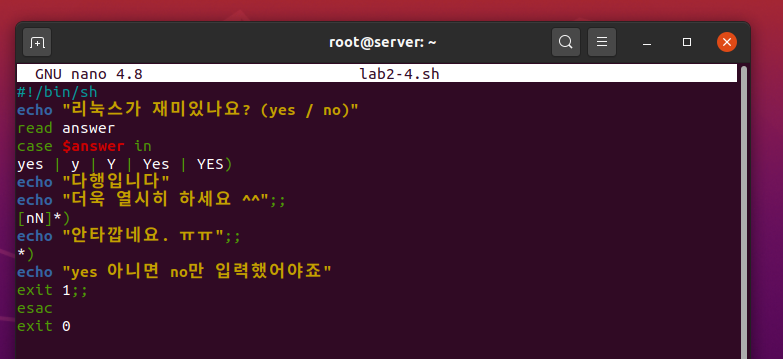 root@server: ~
GNU nano 4.8 lab2-4.sh
#!/bin/sh
echo "리눅스가 재미있나요? (yes / no)"
read answer
case $answer in
yes | y | Y | Yes | YES)
echo "다행입니다"
echo "더욱 열시히 하세요 ^^";;
[nN]*)
echo "안타깝네요. ㅠㅠ";;
*)
echo "yes 아니면 no만 입력했어야죠"
exit 1;;
esac
exit 0